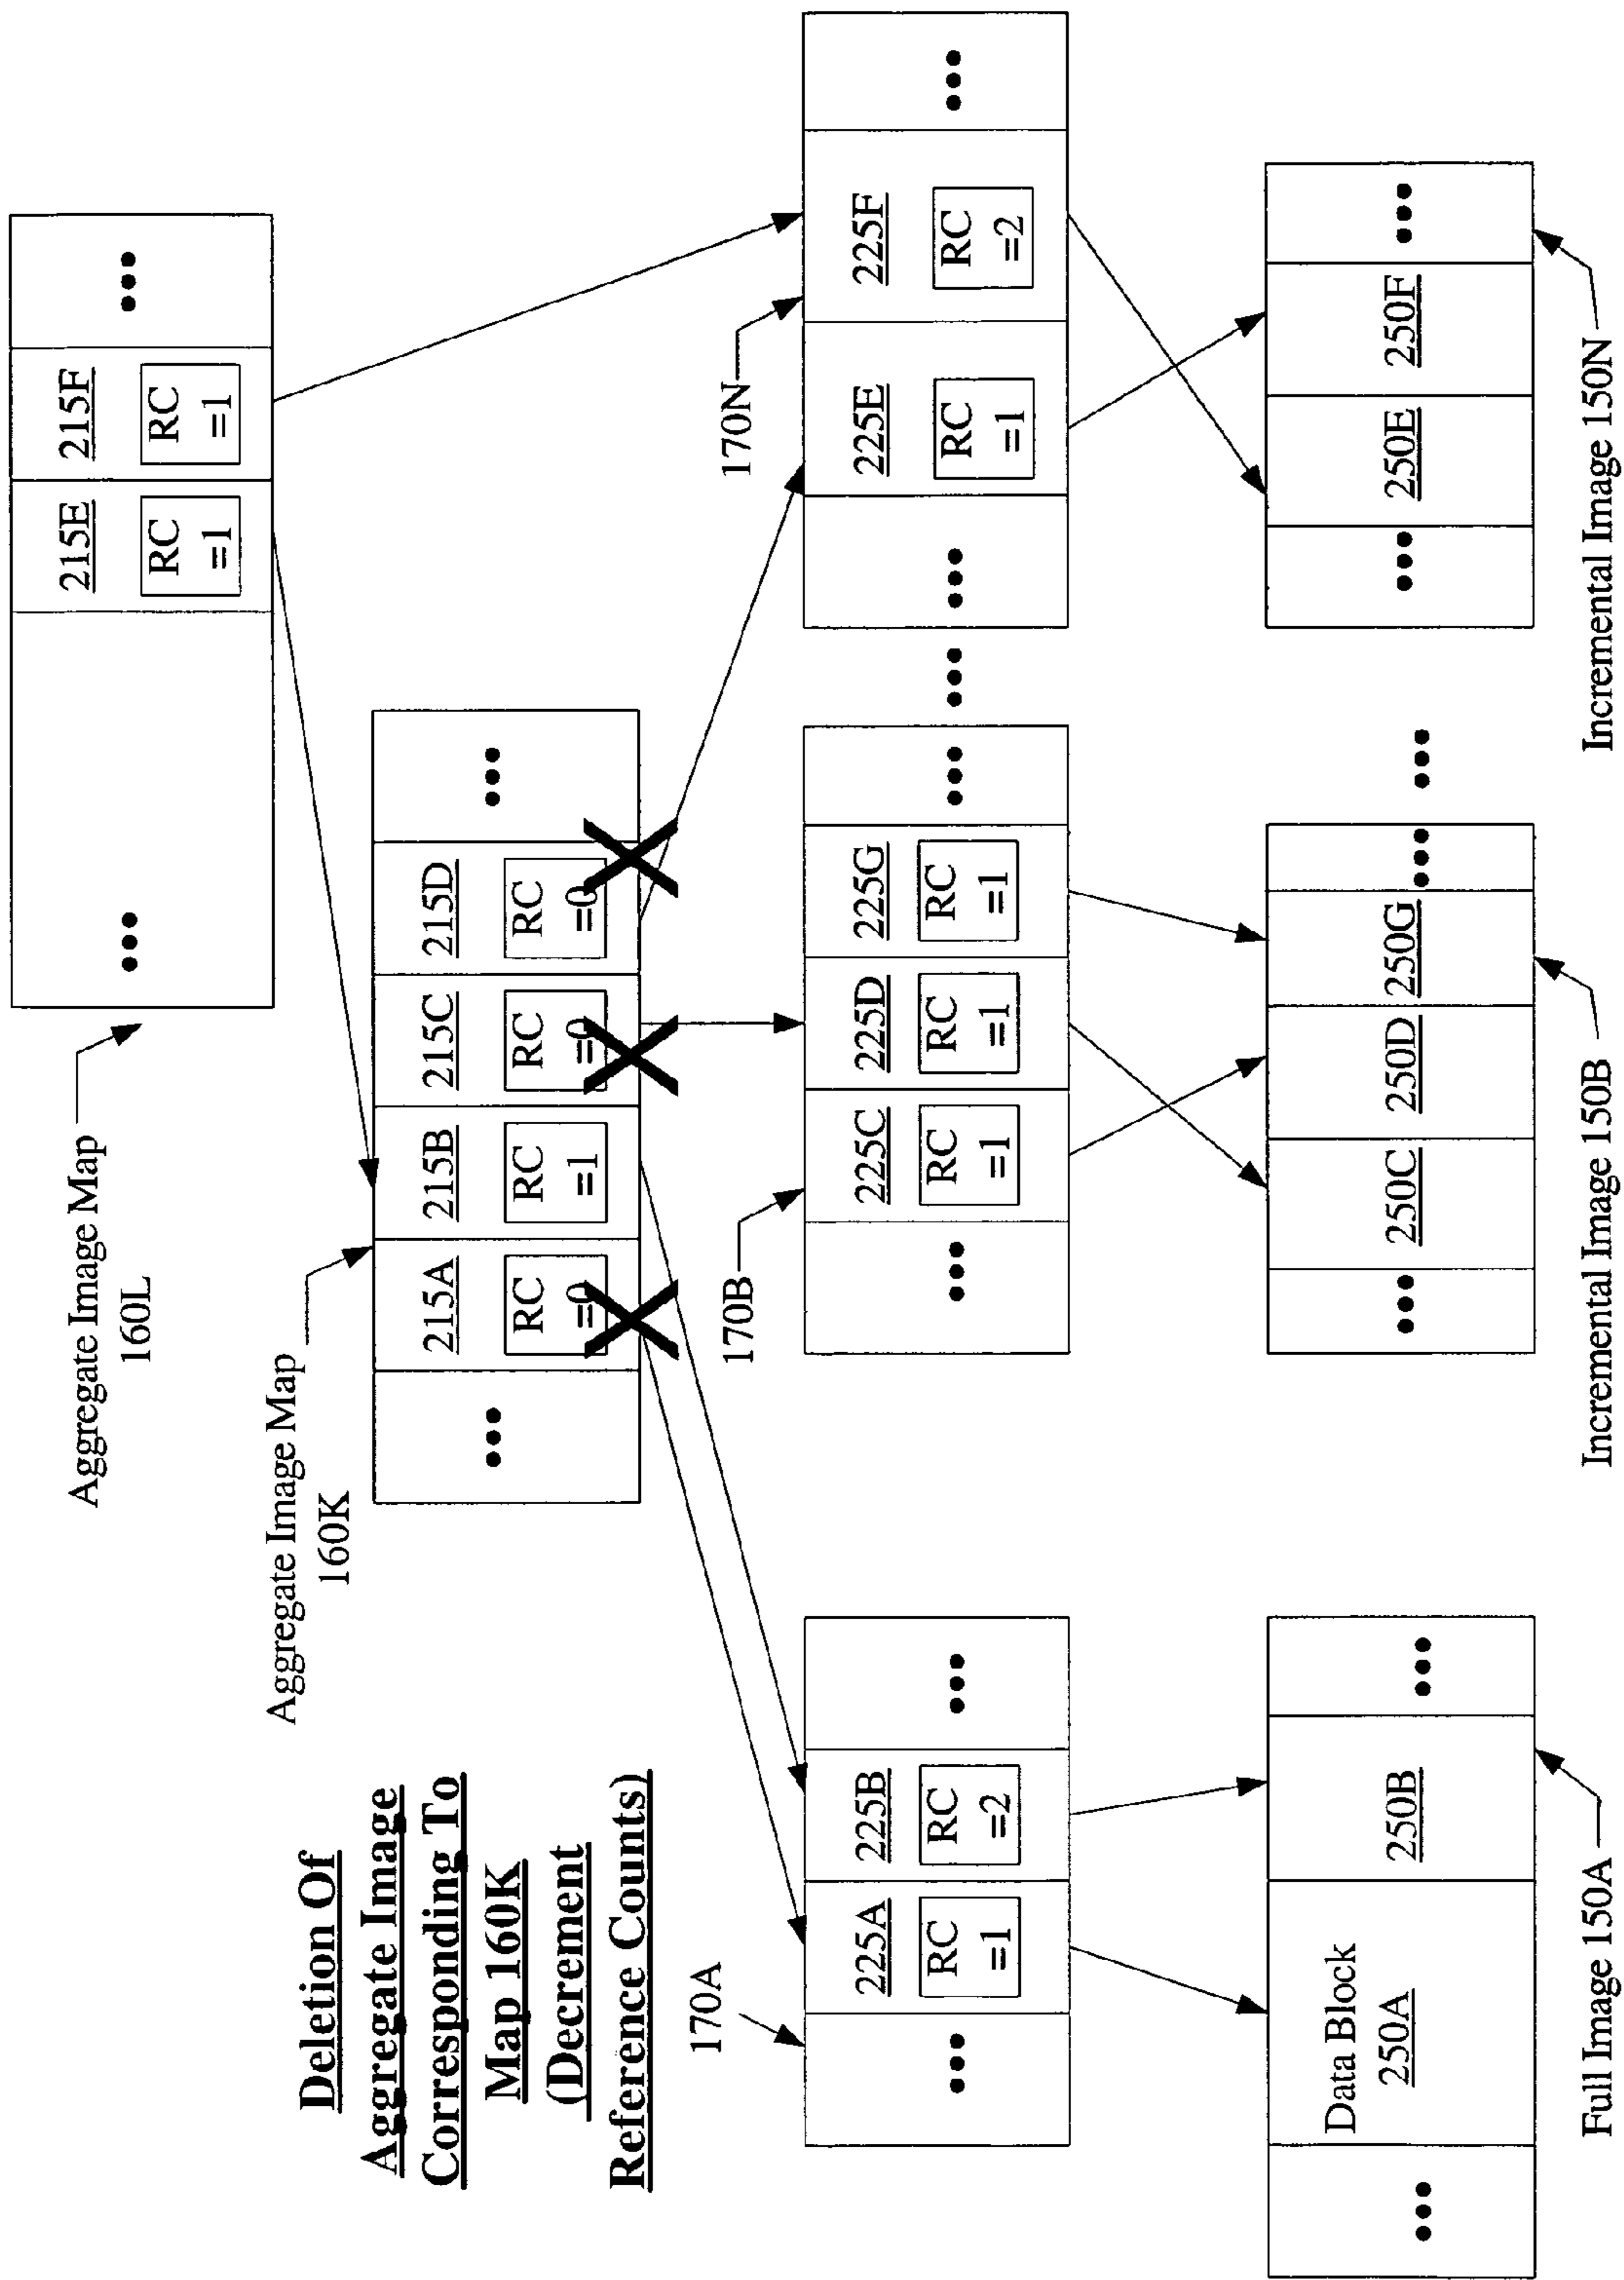 Deletion Of
Aggregate Image
Corresponding To
Map 160K
(Decrement
Reference Counts)
Aggregate Image Map
160L
•••
215E
RC
=1
215F
RC
=1
•••
Aggregate Image Map
160K
•••
215A
RC
=0
215B
RC
=1
215C
RC
=0
215D
RC
=0
•••
170A
•••
225A
RC
=1
225B
RC
=2
•••
170B
•••
225C
RC
=1
225D
RC
=1
225G
RC
=1
•••
•••
170N
•••
225E
RC
=1
225F
RC
=2
•••
•••
Data Block
250A
250B
•••
Full Image 150A
•••
250C
250D
250G
•••
Incremental Image 150B
•••
•••
250E
250F
•••
Incremental Image 150N